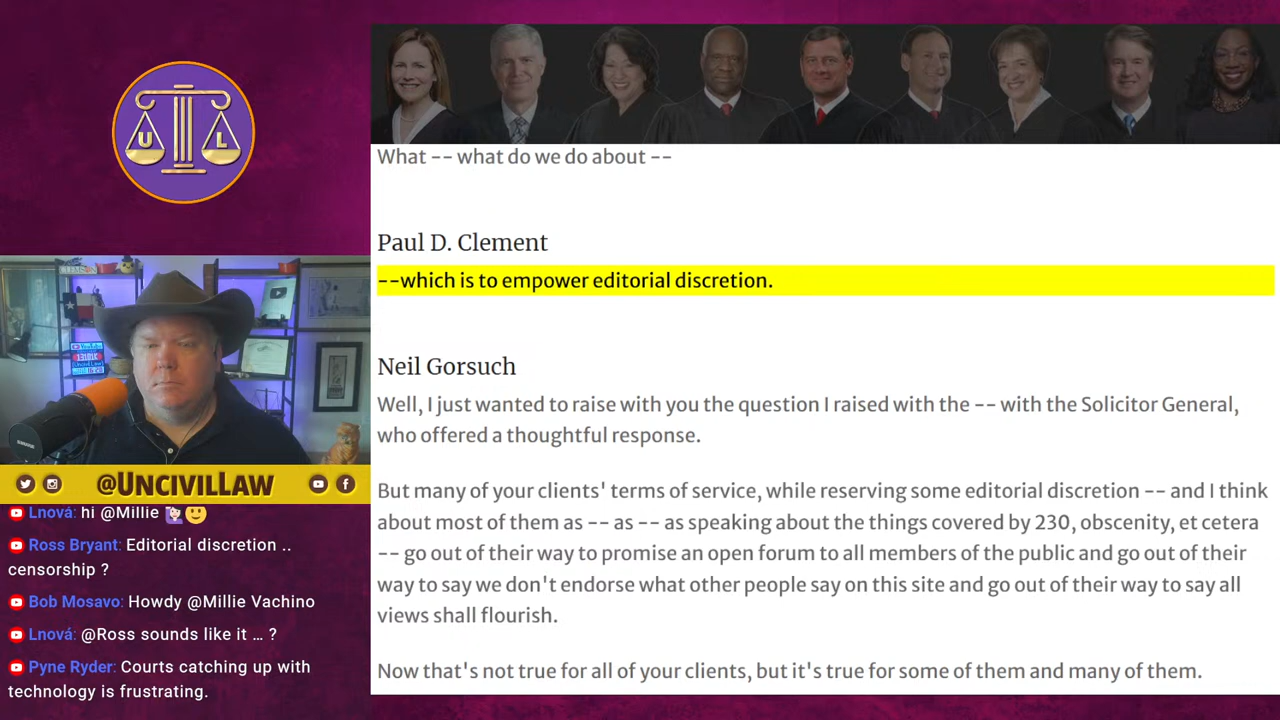 U L
What -- what do we do about --
Paul D. Clement
--which is to empower editorial discretion.
Neil Gorsuch
Well, I just wanted to raise with you the question I raised with the -- with the Solicitor General,
who offered a thoughtful response.
But many of your clients' terms of service, while reserving some editorial discretion -- and I think
about most of them as -- as -- as speaking about the things covered by 230, obscenity, et cetera
-- go out of their way to promise an open forum to all members of the public and go out of their
way to say we don't endorse what other people say on this site and go out of their way to say all
views shall flourish.
Now that's not true for all of your clients, but it's true for some of them and many of them.
@UNCIVILLAW
Lnová: hi @Millie 🙋🏻‍♀️🙂
Ross Bryant: Editorial discretion ..
censorship ?
Bob Mosavo: Howdy @Millie Vachino
Lnová: @Ross sounds like it … ?
Pyne Ryder: Courts catching up with
technology is frustrating.